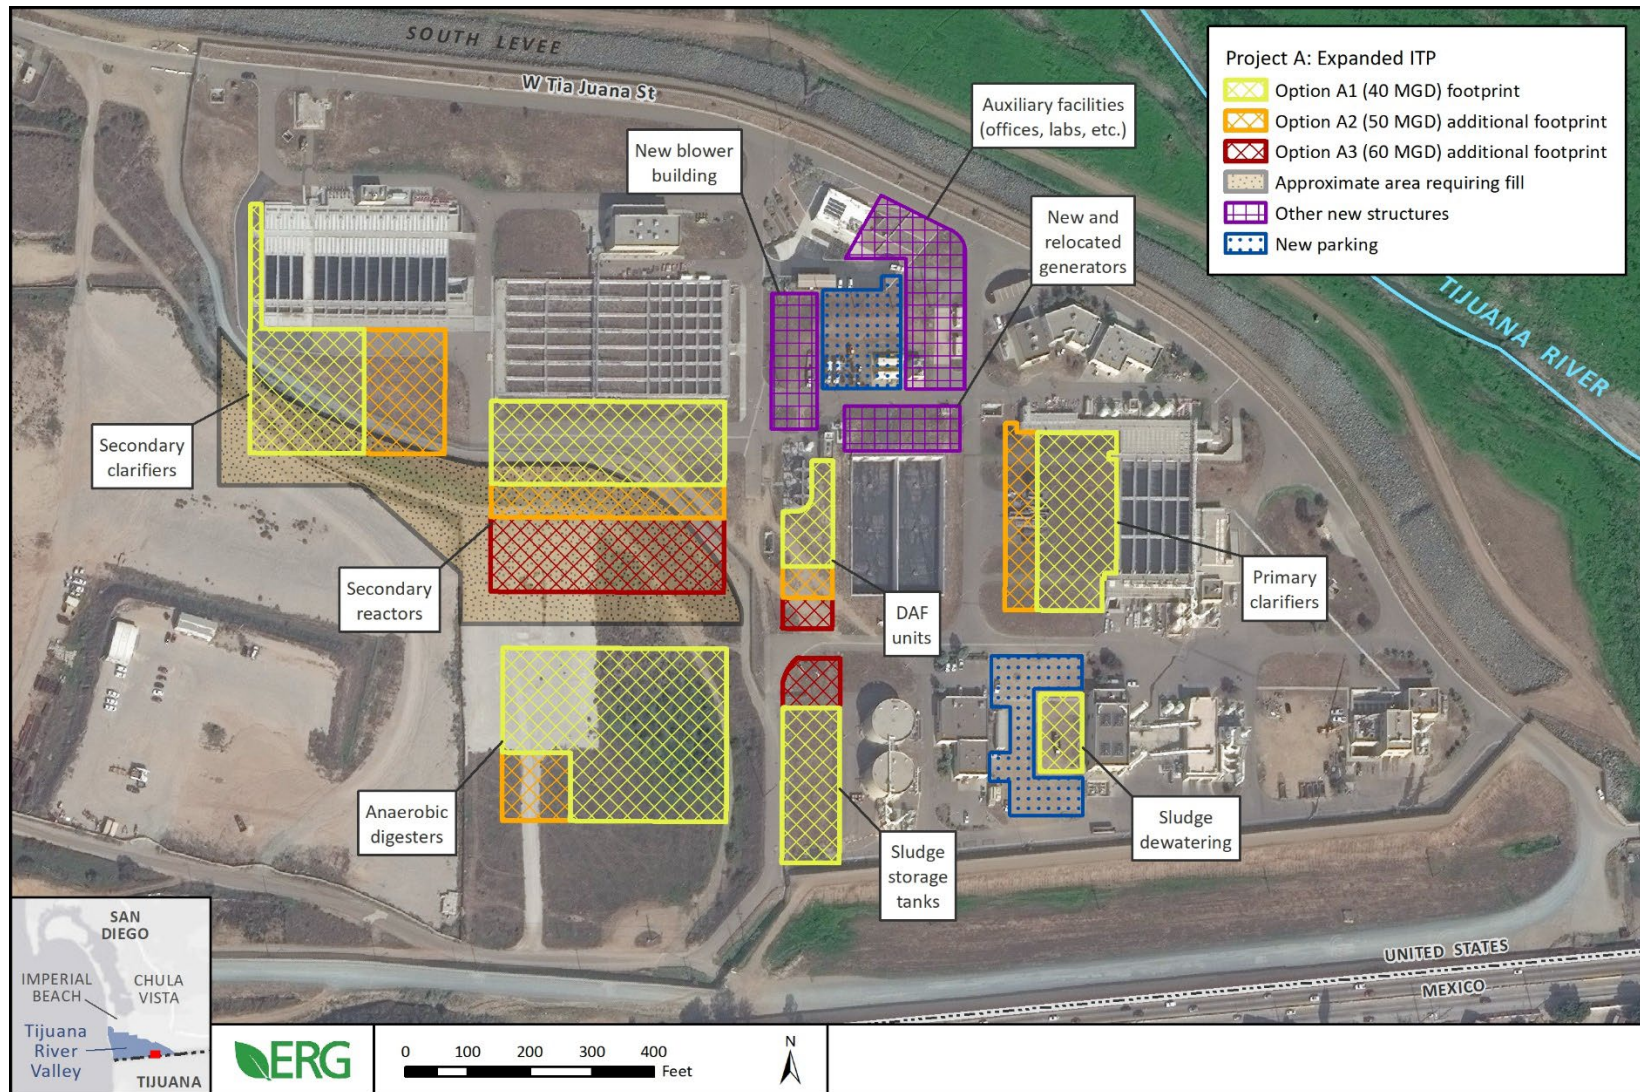 SOUTH LEVEE
W Tia Juana St
Project A: Expanded ITP
Option A1 (40 MGD) footprint
Option A2 (50 MGD) additional footprint
Option A3 (60 MGD) additional footprint
Approximate area requiring fill
Other new structures
New parking
Auxiliary facilities
(offices, labs, etc.)
New blower
building
New and
relocated
generators
TIJUANA RIVER
Secondary
clarifiers
Secondary
reactors
DAF
units
Primary
clarifiers
Anaerobic
digesters
Sludge
storage
tanks
Sludge
dewatering
UNITED STATES
MEXICO
SAN
DIEGO
IMPERIAL
BEACH
CHULA
VISTA
Tijuana
River
Valley
TIJUANA
ERG
0 100 200 300 400
Feet
N